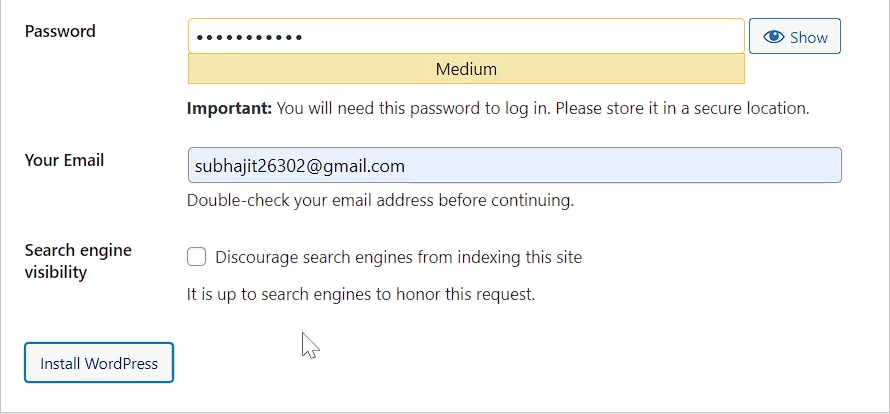 Password
•••••••••••
Show
Medium
Important: You will need this password to log in. Please store it in a secure location.
Your Email
subhajit26302@gmail.com
Double-check your email address before continuing.
Search engine
visibility
Discourage search engines from indexing this site
It is up to search engines to honor this request.
Install WordPress